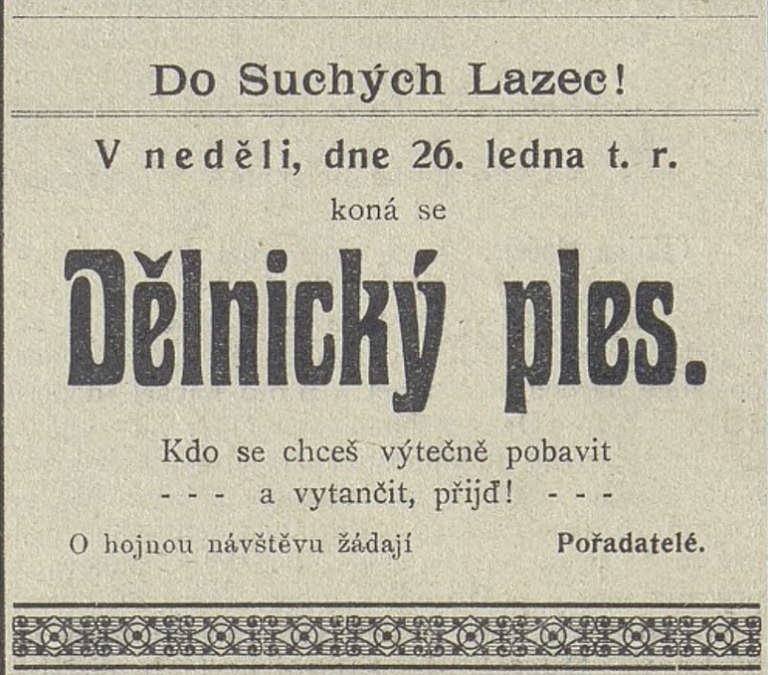 Do Suchých Lazec!
V neděli, dne 26. ledna t. r.
koná se
Dělnický ples.
Kdo se chceš výtečně pobavit
- - - a vytančit, přijď! - - -
O hojnou návštěvu žádají Pořadatelé.